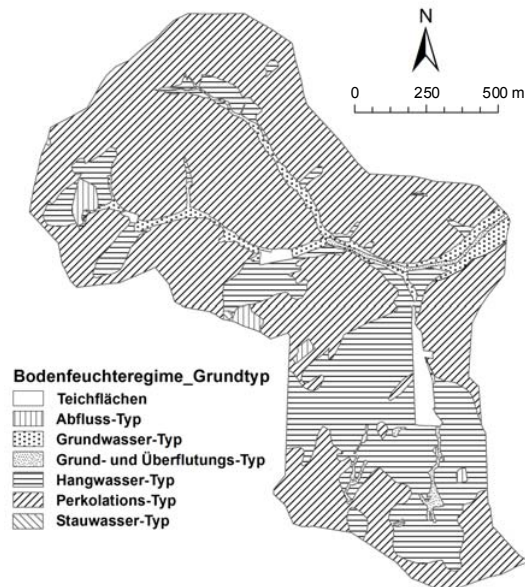 N
0 250 500 m
Bodenfeuchteregime_Grundtyp
Teichflächen
Abfluss-Typ
Grundwasser-Typ
Grund- und Überflutungs-Typ
Hangwasser-Typ
Perkolations-Typ
Stauwasser-Typ